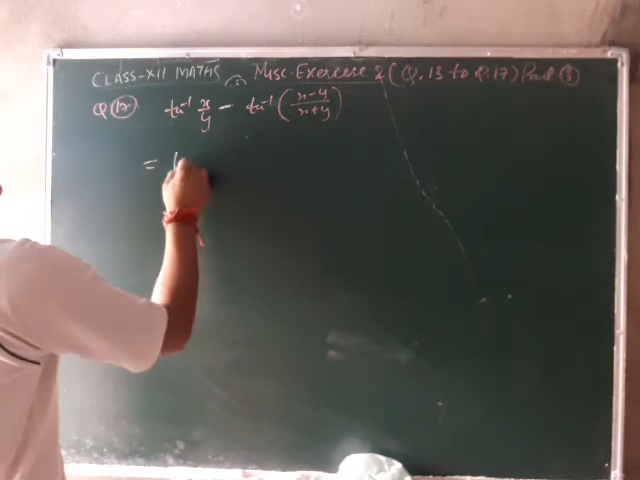 CLASS-XII MATHS, Misc. Exercise 2 (Q.13 to Q.17) Part (3)
Q (17) tan⁻¹ x/y - tan⁻¹ (x-y/x+y)
=